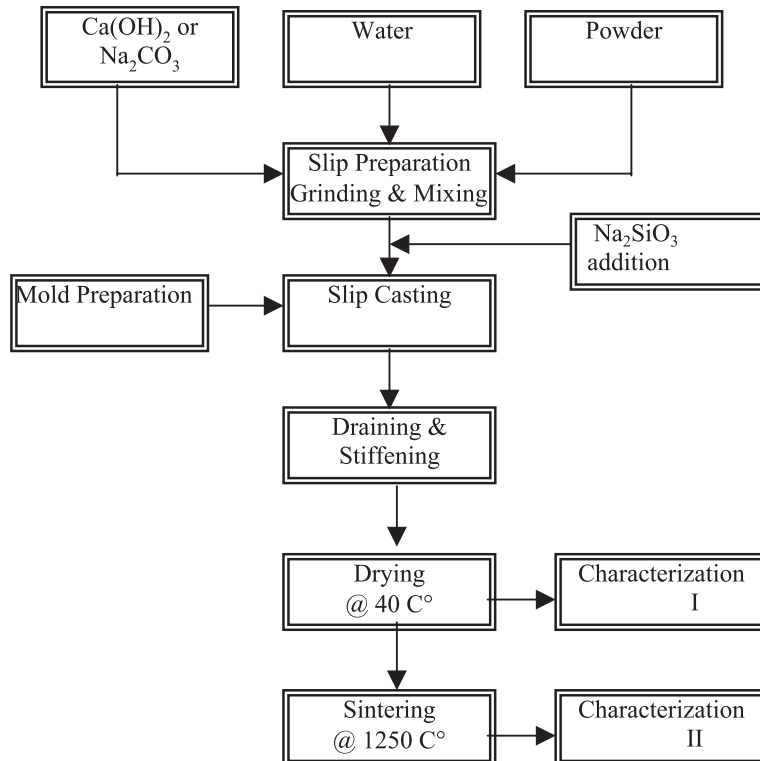 Ca(OH)₂ or
Na₂CO₃
Water
Powder
Slip Preparation
Grinding & Mixing
Na₂SiO₃
addition
Mold Preparation
Slip Casting
Draining &
Stiffening
Drying
@ 40 C°
Characterization
I
Sintering
@ 1250 C°
Characterization
II